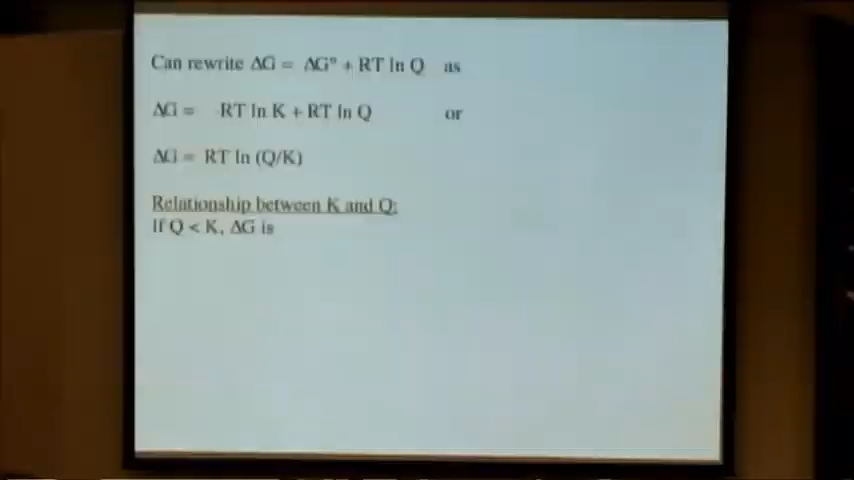 Can rewrite ΔG = ΔG° + RT ln Q as
ΔG = RT ln K + RT ln Q or
ΔG = RT ln (Q/K)
Relationship between K and Q:
If Q < K, ΔG is